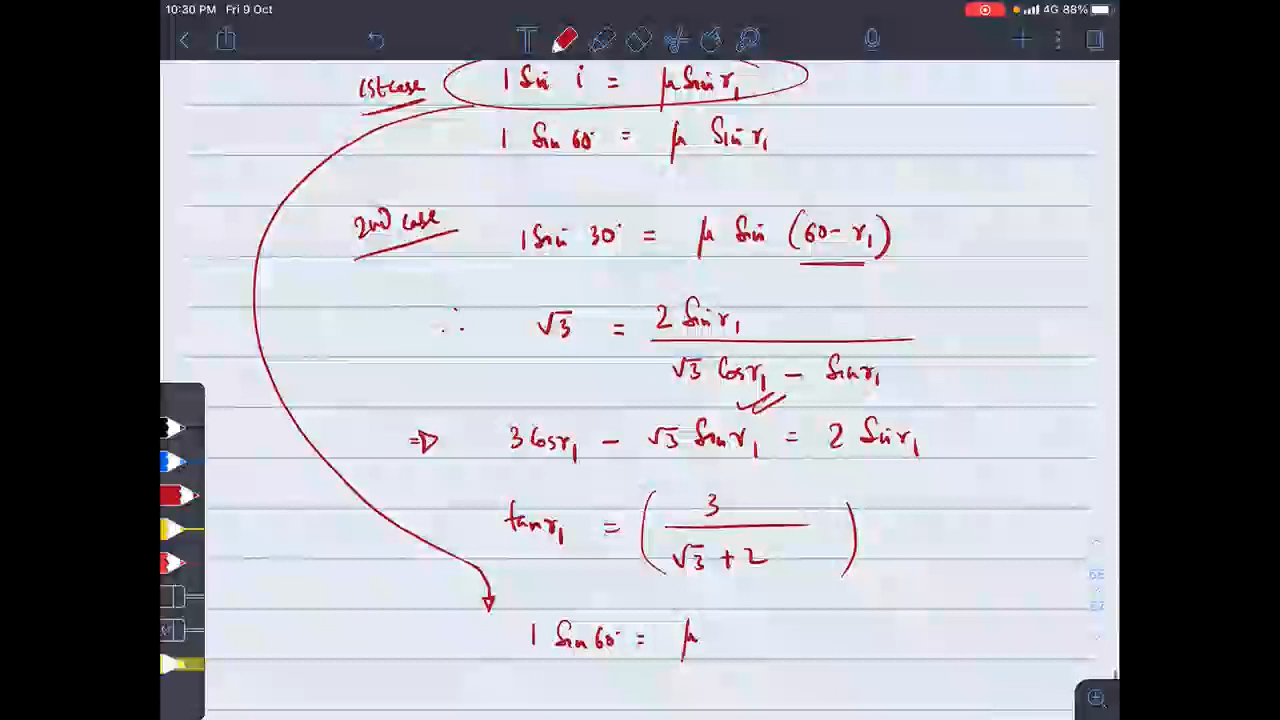 10:30 PM Fri 9 Oct 4G 88%
1st case 1 Sin i = μ Sin r₁
1 Sin 60° = μ Sin r₁
2nd case 1 Sin 30° = μ Sin (60 - r₁)
∴ √3 = 2 Sin r₁ / √3 Cos r₁ - Sin r₁
⇒ 3 Cos r₁ - √3 Sin r₁ = 2 Sin r₁
tan r₁ = ( 3 / √3 + 2 )
1 Sin 60° = μ